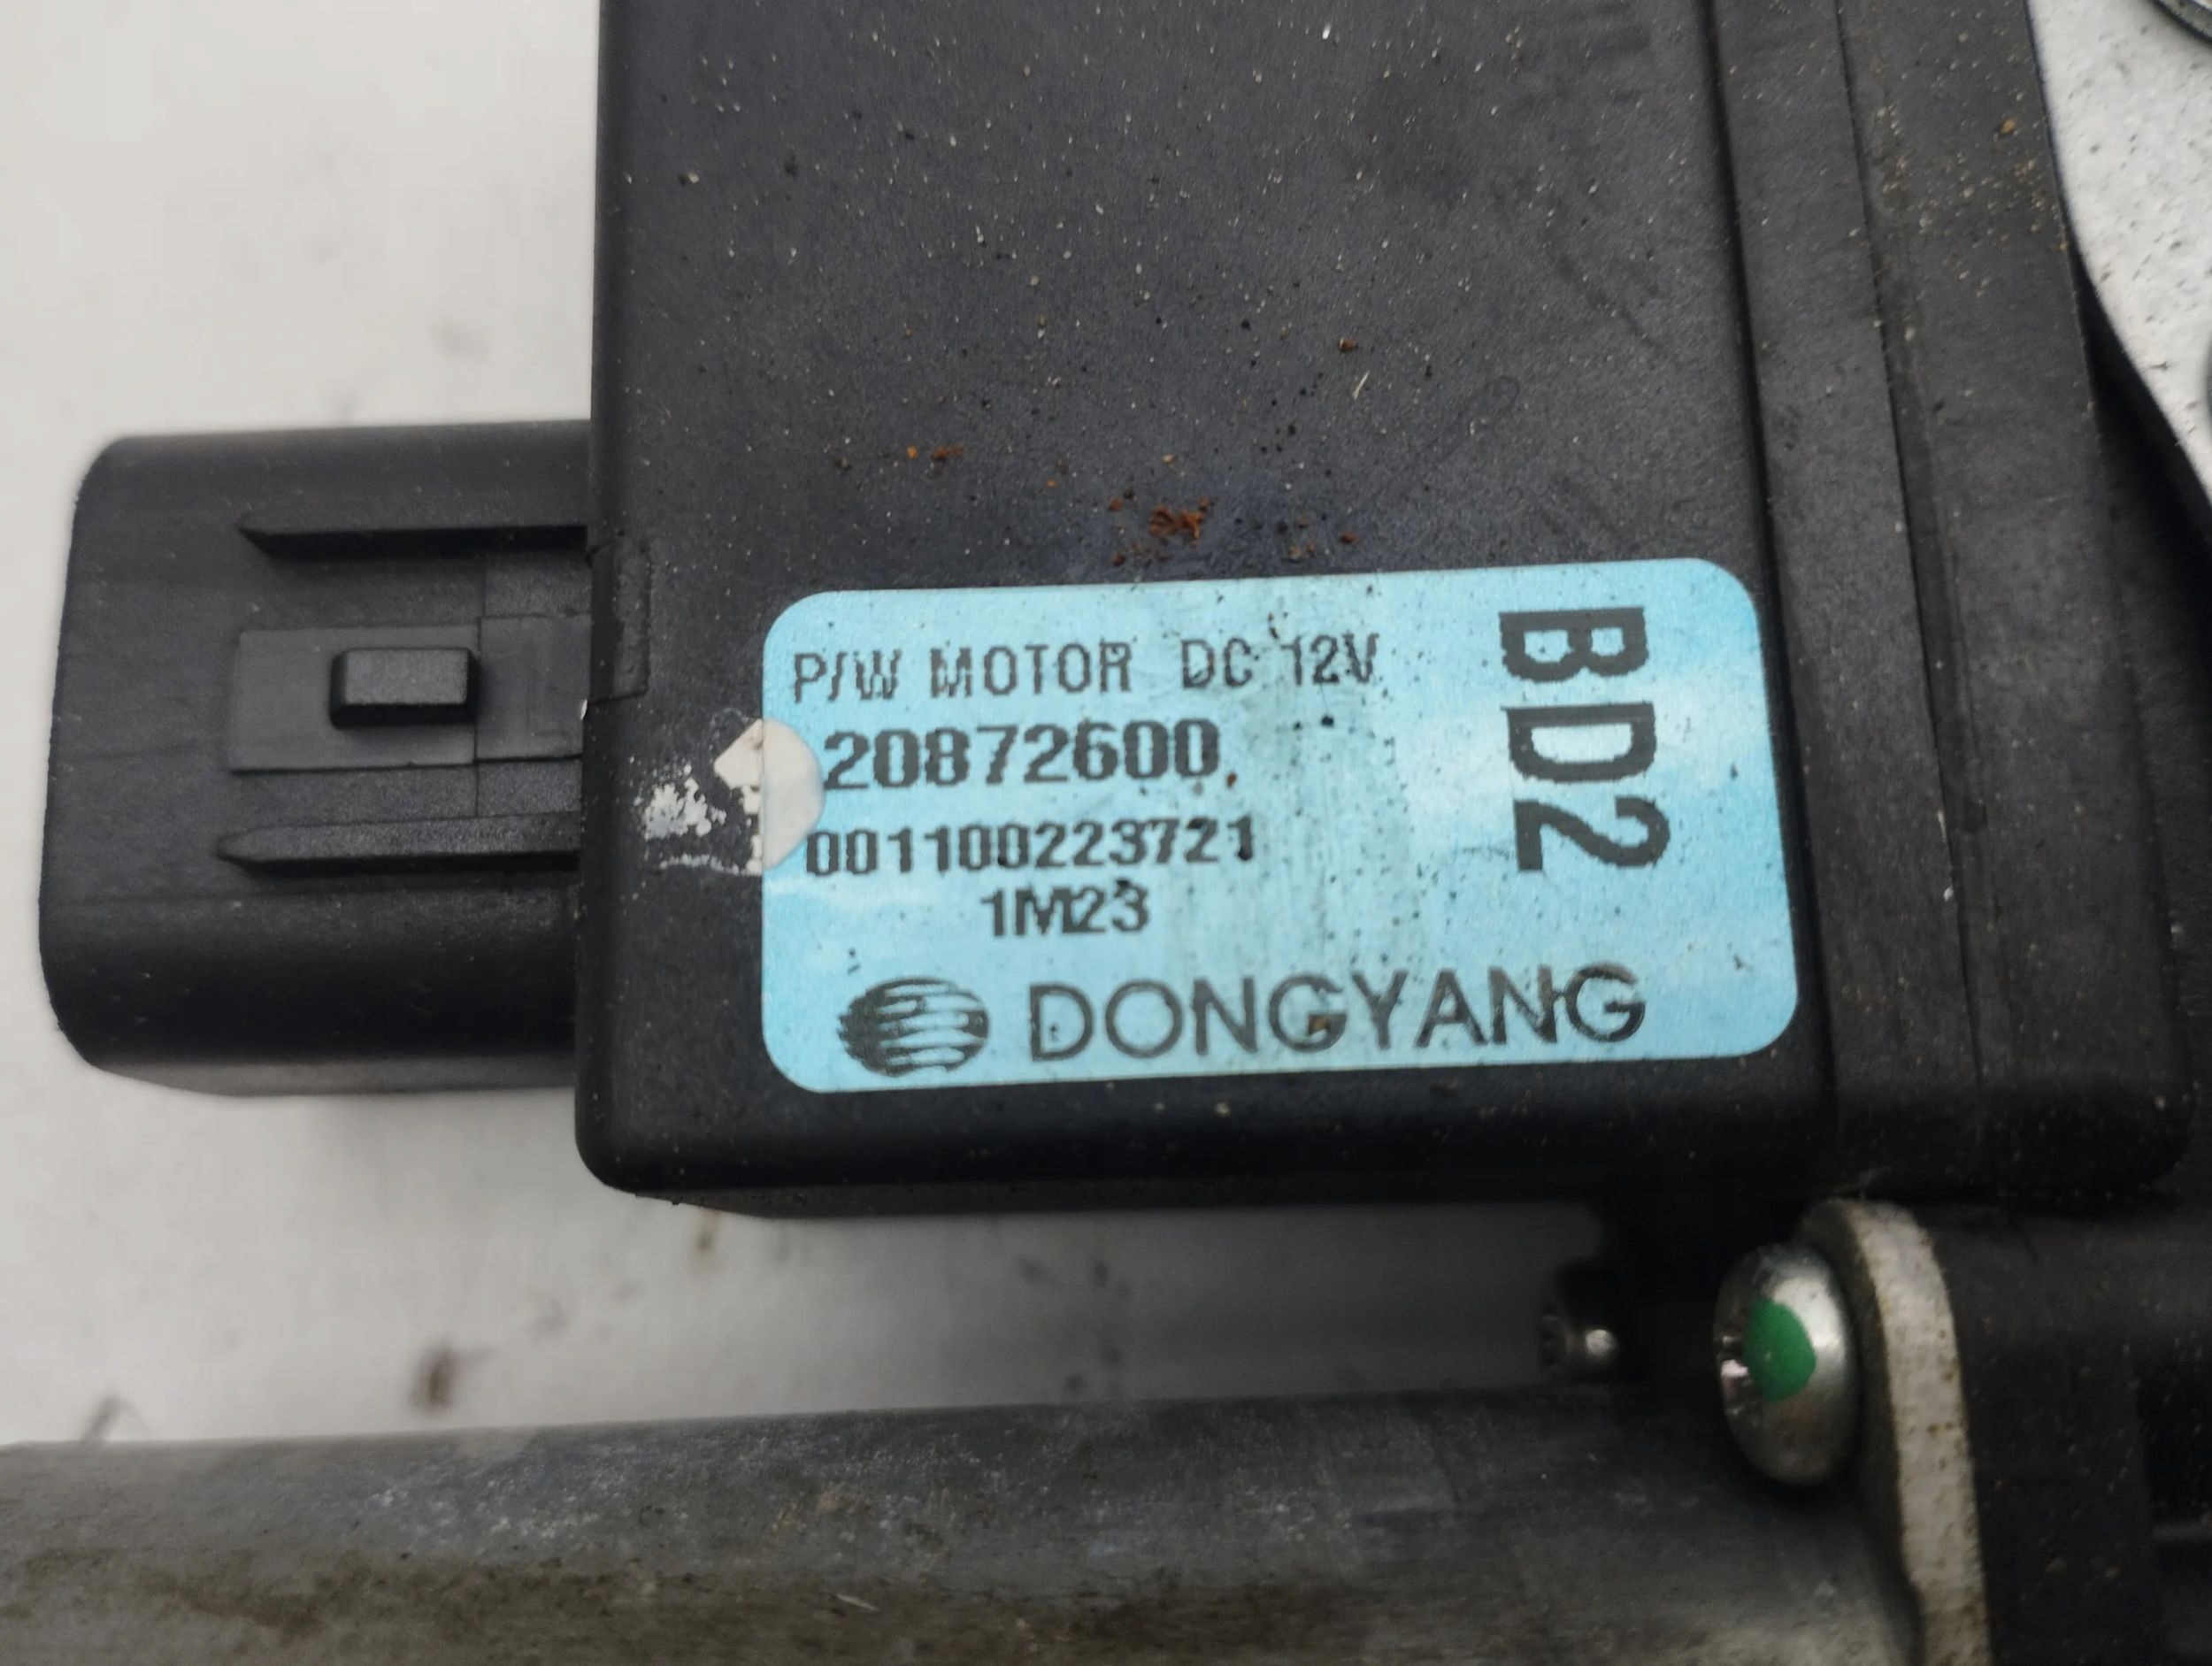 P/W MOTOR DC 12V
20872600
001100223721
1M23
DONGYANG
BD2